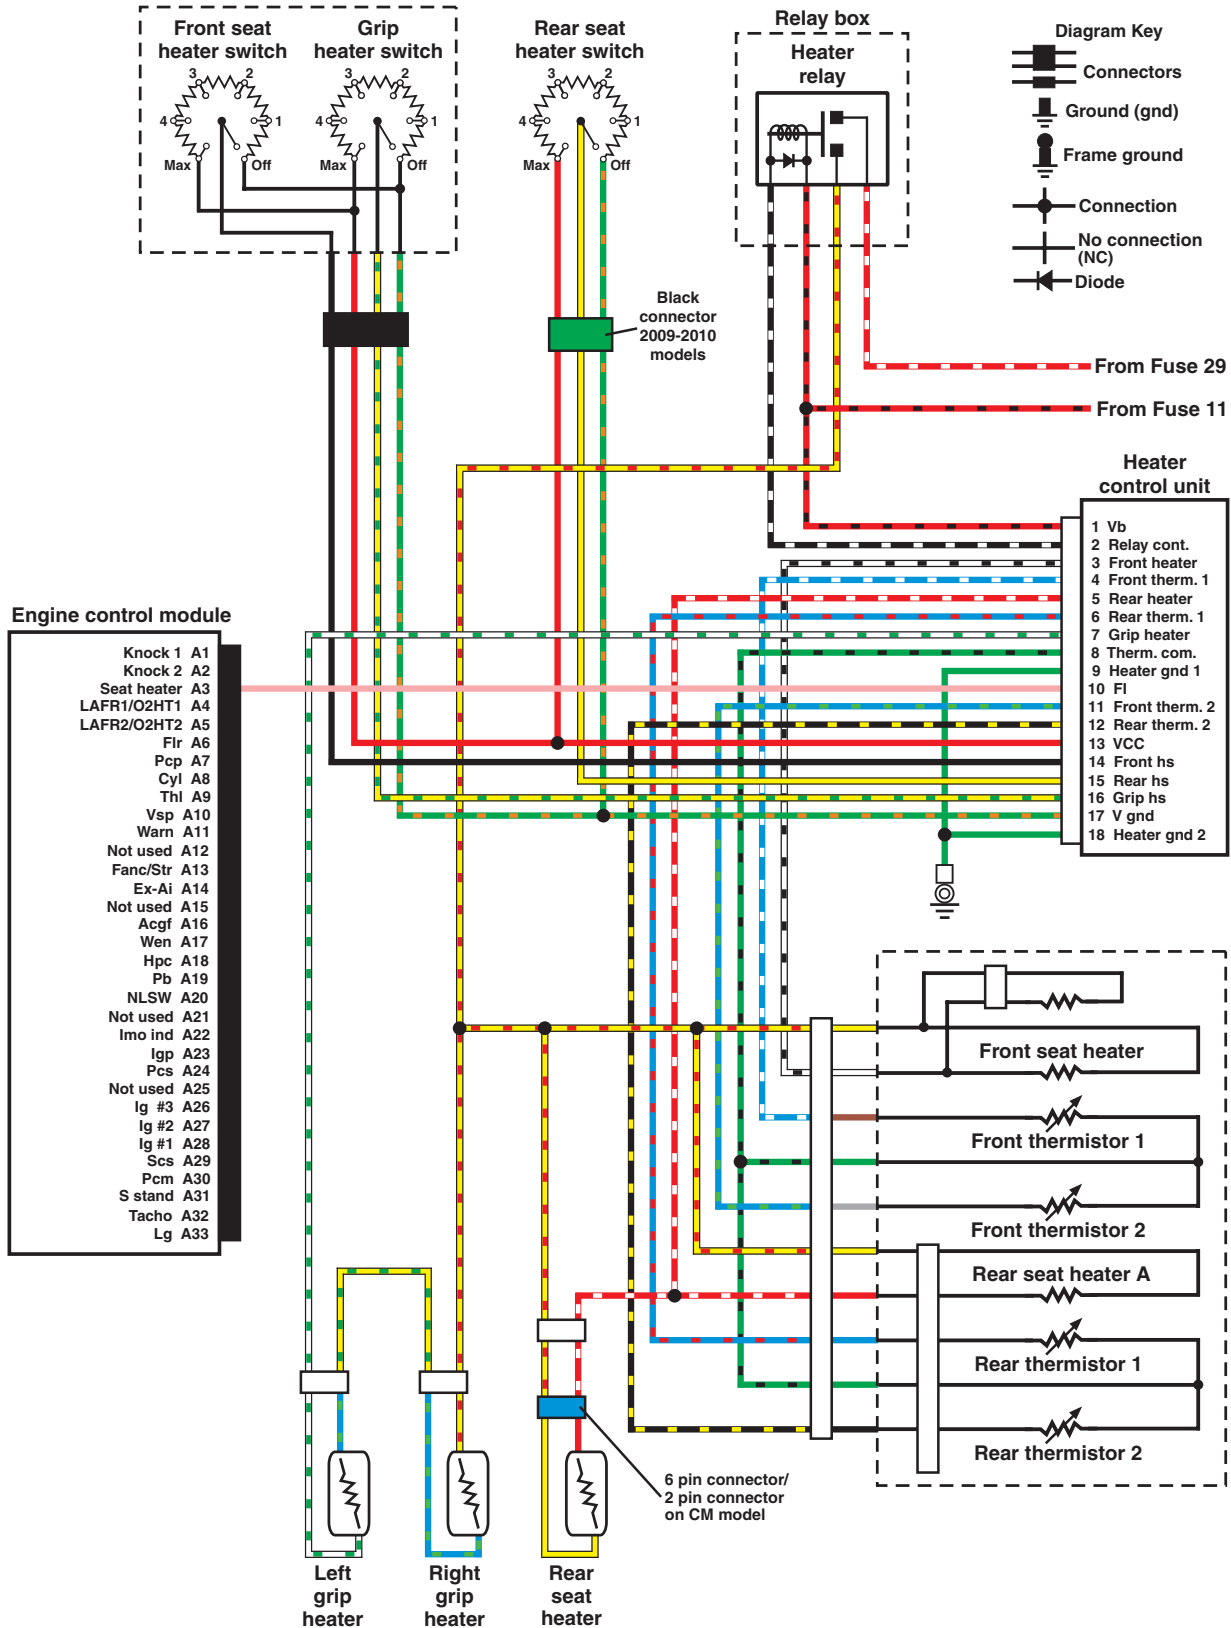 Front seat
heater switch
Grip
heater switch
Rear seat
heater switch
Relay box
Heater
relay
Diagram Key
Connectors
Ground (gnd)
Frame ground
Connection
No connection
(NC)
Diode
3 2
4 1
Max Off
3 2
4 1
Max Off
3 2
4 1
Max Off
Black
connector
2009-2010
models
From Fuse 29
From Fuse 11
Heater
control unit
1 Vb
2 Relay cont.
3 Front heater
4 Front therm. 1
5 Rear heater
6 Rear therm. 1
7 Grip heater
8 Therm. com.
9 Heater gnd 1
10 FI
11 Front therm. 2
12 Rear therm. 2
13 VCC
14 Front hs
15 Rear hs
16 Grip hs
17 V gnd
18 Heater gnd 2
Engine control module
Knock 1 A1
Knock 2 A2
Seat heater A3
LAFR1/O2HT1 A4
LAFR2/O2HT2 A5
Flr A6
Pcp A7
Cyl A8
Thl A9
Vsp A10
Warn A11
Not used A12
Fanc/Str A13
Ex-Ai A14
Not used A15
Acgf A16
Wen A17
Hpc A18
Pb A19
NLSW A20
Not used A21
Imo ind A22
Igp A23
Pcs A24
Not used A25
Ig #3 A26
Ig #2 A27
Ig #1 A28
Scs A29
Pcm A30
S stand A31
Tacho A32
Lg A33
Front seat heater
Front thermistor 1
Front thermistor 2
Rear seat heater A
Rear thermistor 1
Rear thermistor 2
6 pin connector/
2 pin connector
on CM model
Left
grip
heater
Right
grip
heater
Rear
seat
heater